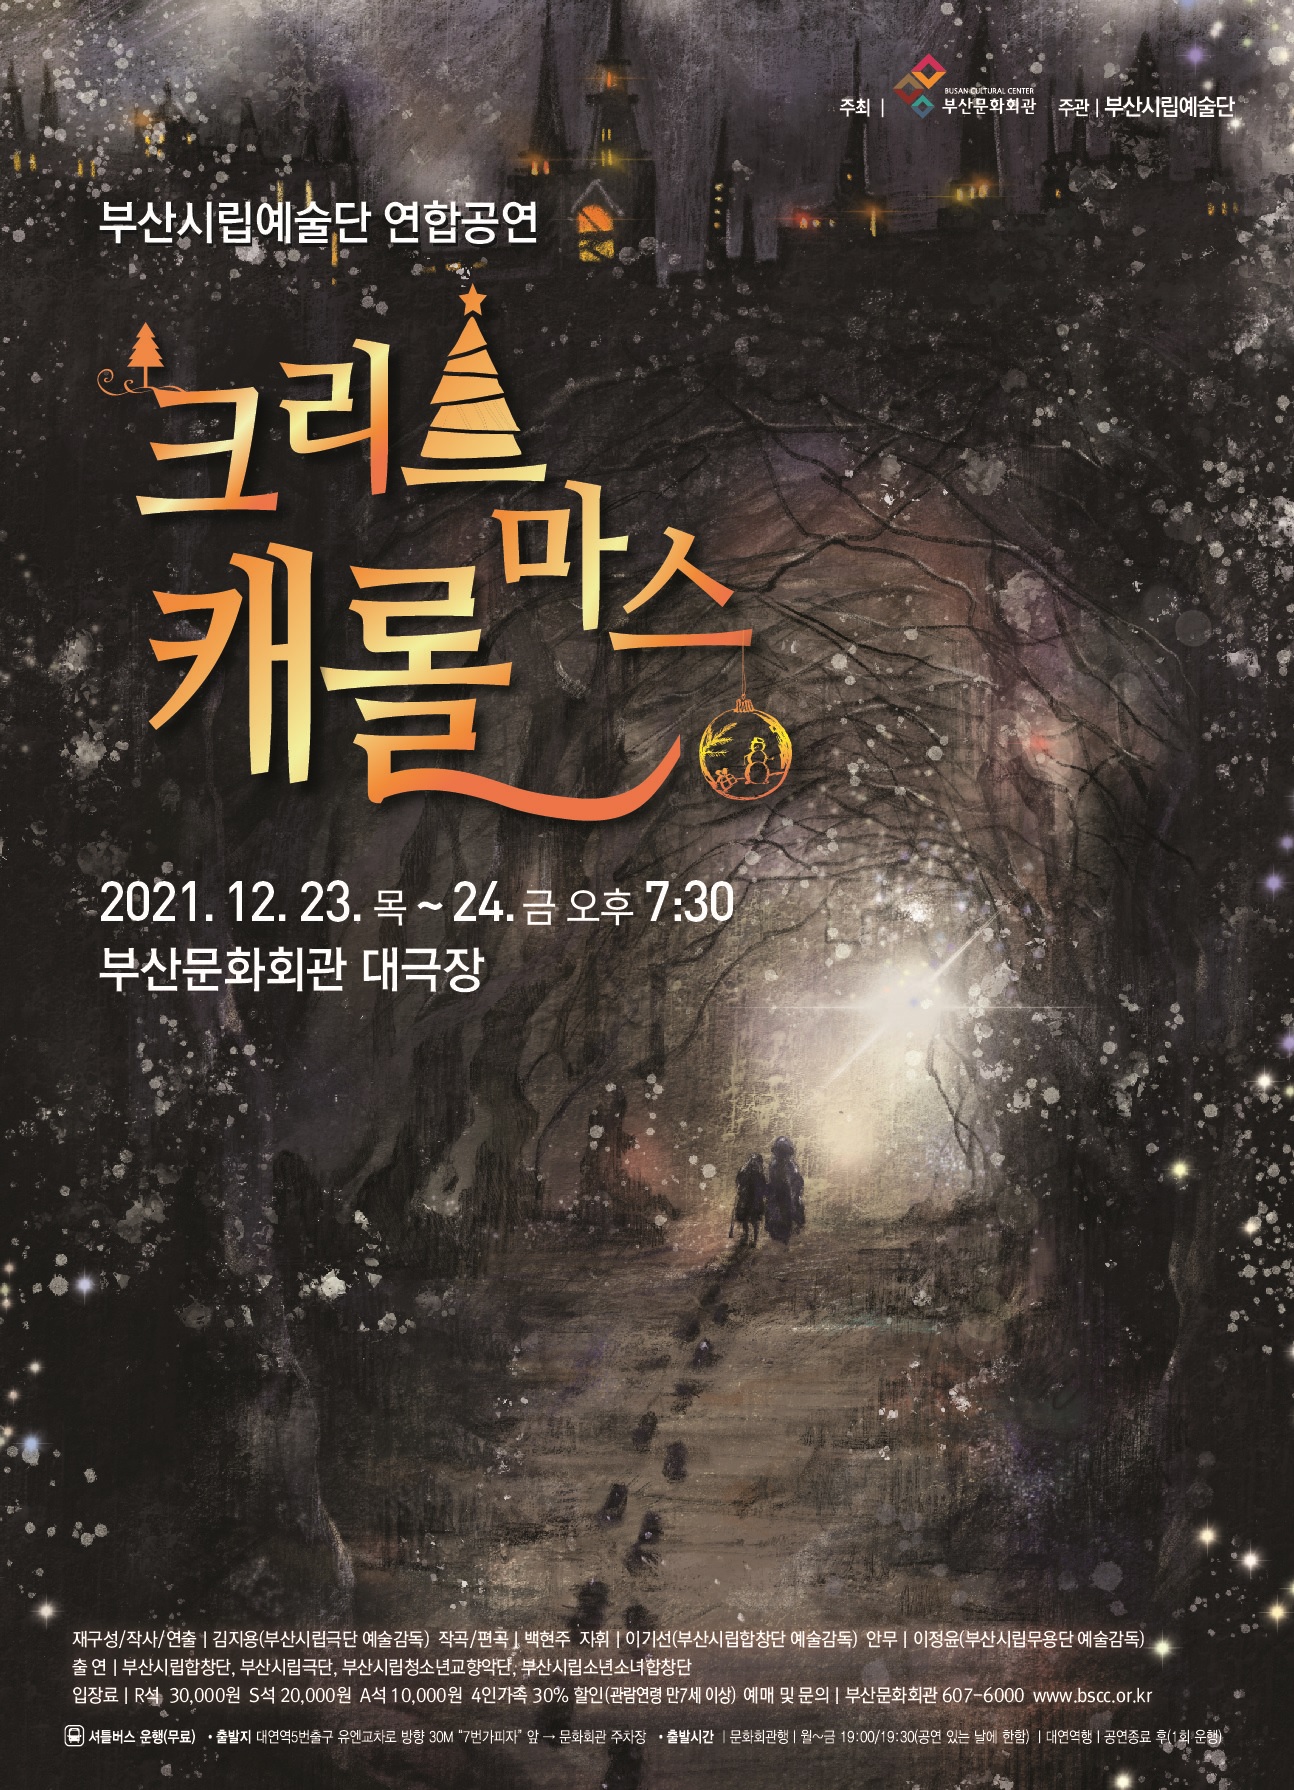 주최 | BUSAN CULTURAL CENTER 부산문화회관 주관 | 부산시립예술단
부산시립예술단 연합공연
크리스마스
캐롤
2021. 12. 23. 목 ~ 24. 금 오후 7:30
부산문화회관 대극장
재구성/작사/연출 | 김지용(부산시립극단 예술감독) 작곡/편곡 | 백현주 지휘 | 이기선(부산시립합창단 예술감독) 안무 | 이정윤(부산시립무용단 예술감독)
출 연 | 부산시립합창단, 부산시립극단, 부산시립청소년교향악단, 부산시립소년소녀합창단
입장료 | R석 30,000원 S석 20,000원 A석 10,000원 4인가족 30% 할인(관람연령 만7세 이상) 예매 및 문의 | 부산문화회관 607-6000 www.bscc.or.kr
셔틀버스 운행(무료) • 출발지 대연역5번출구 유엔교차로 방향 30M "7번가피자" 앞 → 문화회관 주차장 • 출발시간 | 문화회관행 | 월~금 19:00/19:30(공연 있는 날에 한함) | 대연역행 | 공연종료 후(1회 운행)